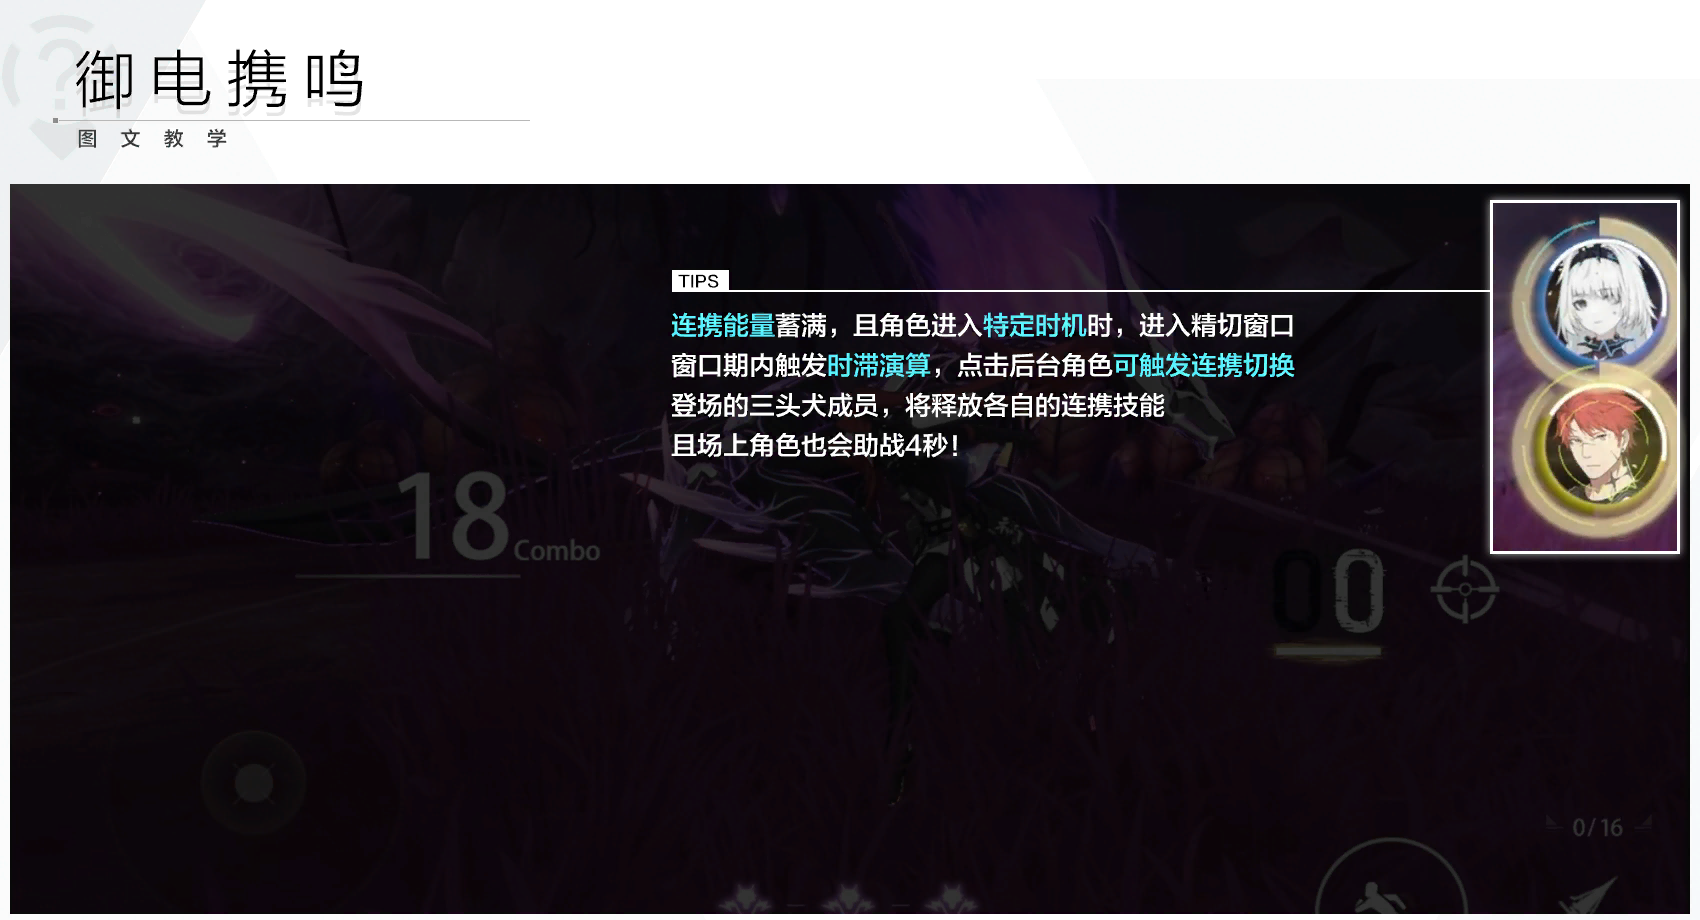 御电携鸣
图文教学
TIPS
连携能量蓄满，且角色进入特定时机时，进入精切窗口
窗口期内触发时滞演算，点击后台角色可触发连携切换
登场的三头犬成员，将释放各自的连携技能
且场上角色也会助战4秒！
18 Combo
00
0/16